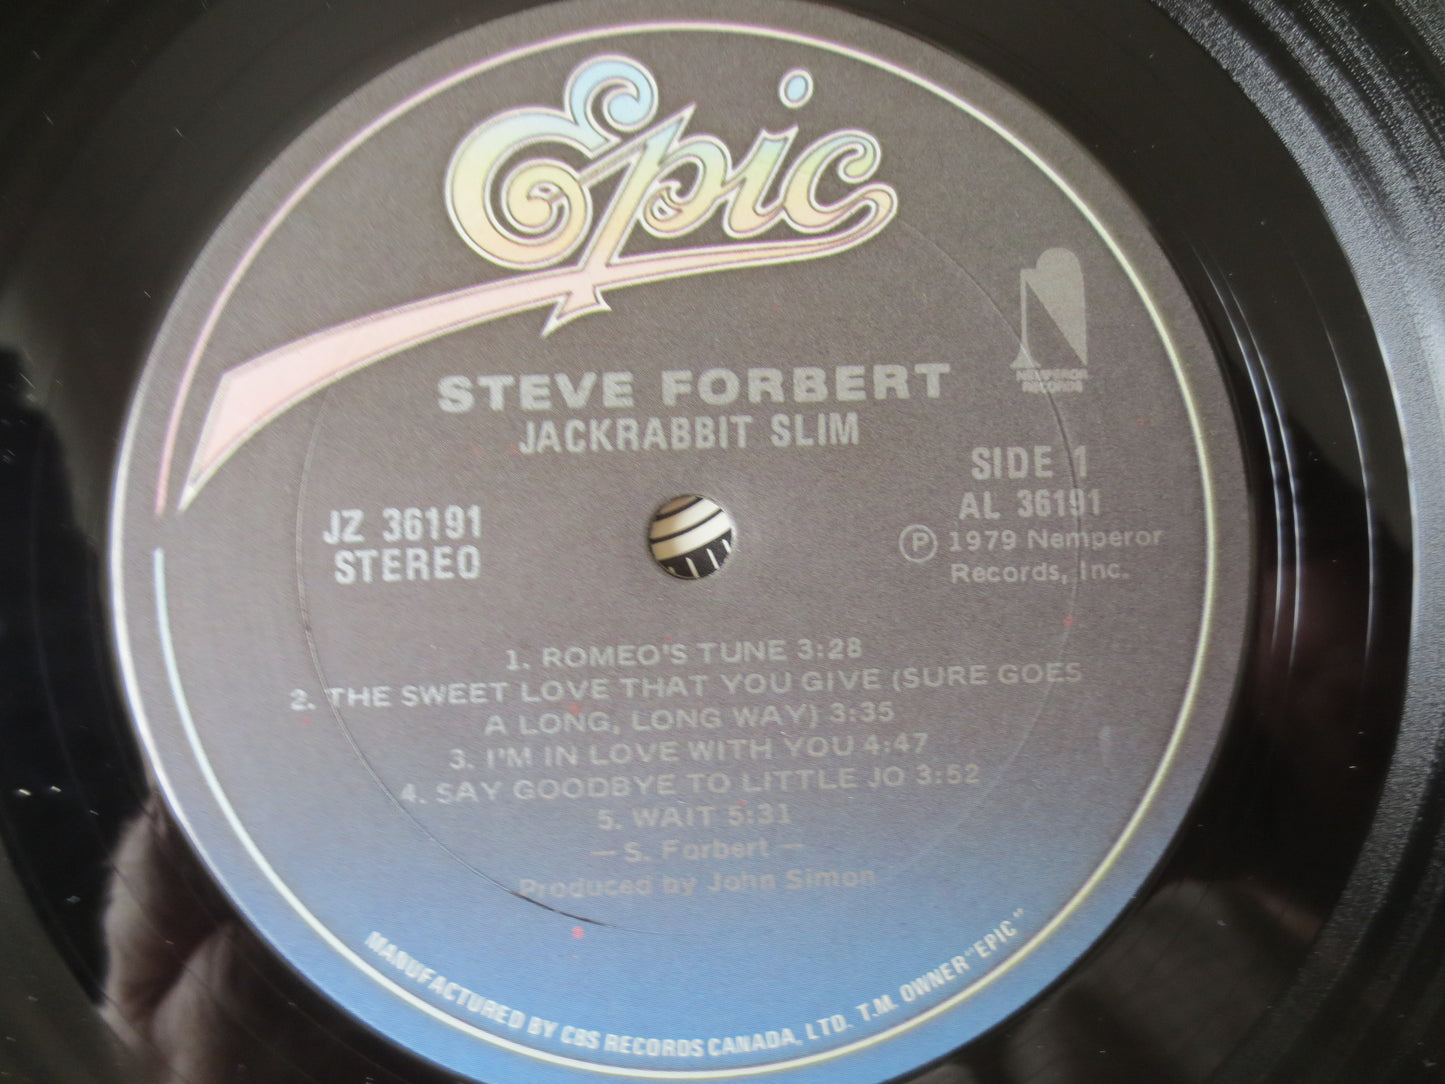 Epic
NEMPEROR
RECORDS
STEVE FORBERT
JACKRABBIT SLIM
SIDE 1
AL 36191
Ⓟ 1979 Nemperor
Records, Inc.
JZ 36191
STEREO
1. ROMEO'S TUNE 3:28
2. THE SWEET LOVE THAT YOU GIVE (SURE GOES
A LONG, LONG WAY) 3:35
3. I'M IN LOVE WITH YOU 4:47
4. SAY GOODBYE TO LITTLE JO 3:52
5. WAIT 5:31
— S. Forbert —
Produced by John Simon
MANUFACTURED BY CBS RECORDS CANADA, LTD. T.M. OWNER "EPIC"